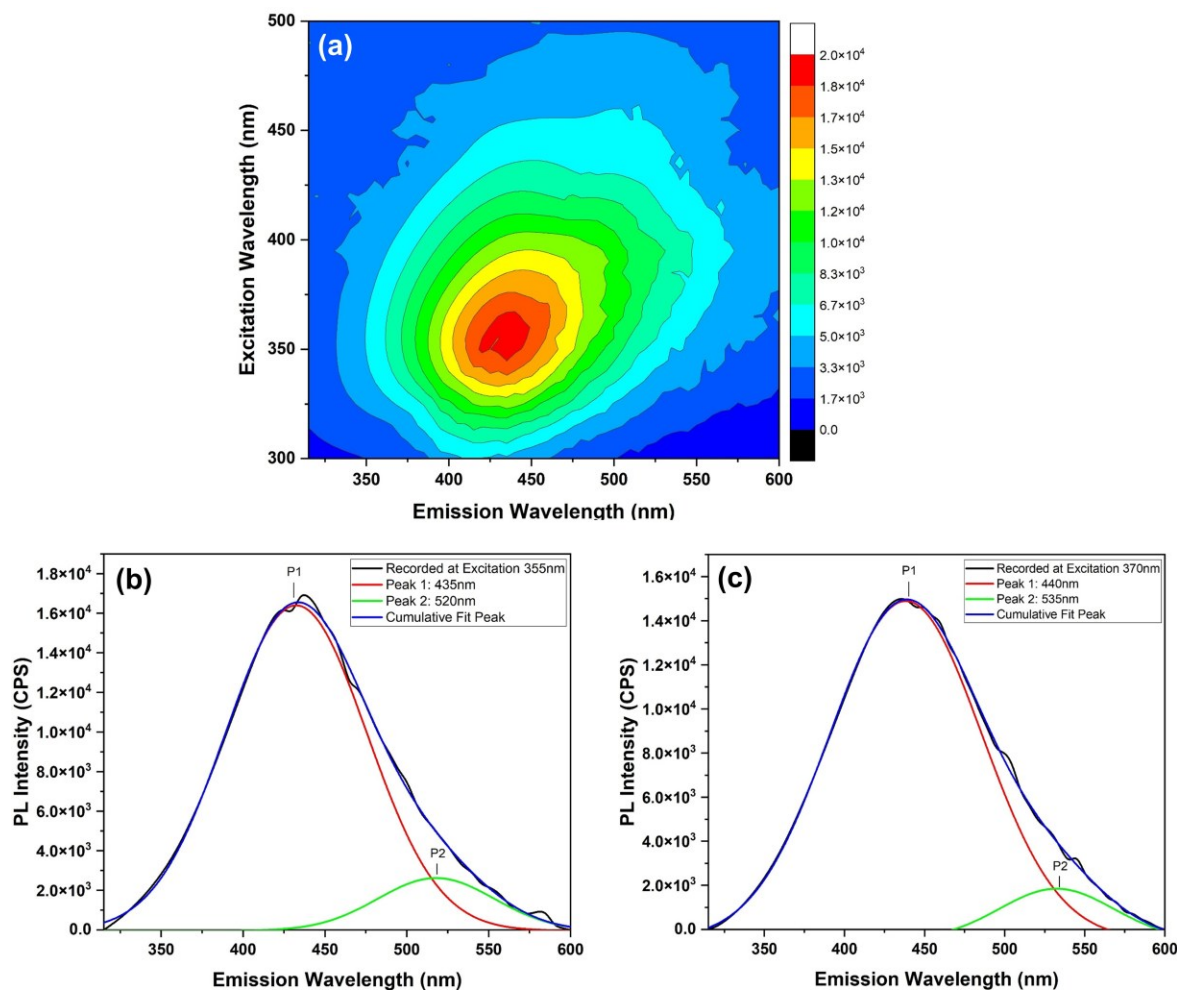 (a)
500
450
400
350
300
Excitation Wavelength (nm)
350 400 450 500 550 600
Emission Wavelength (nm)
2.0×10⁴
1.8×10⁴
1.7×10⁴
1.5×10⁴
1.3×10⁴
1.2×10⁴
1.0×10⁴
8.3×10³
6.7×10³
5.0×10³
3.3×10³
1.7×10³
0.0
(b)
P1
P2
Recorded at Excitation 355nm
Peak 1: 435nm
Peak 2: 520nm
Cumulative Fit Peak
1.8×10⁴
1.6×10⁴
1.4×10⁴
1.2×10⁴
1.0×10⁴
8.0×10³
6.0×10³
4.0×10³
2.0×10³
0.0
PL Intensity (CPS)
350 400 450 500 550 600
Emission Wavelength (nm)
(c)
P1
P2
Recorded at Excitation 370nm
Peak 1: 440nm
Peak 2: 535nm
Cumulative Fit Peak
1.6×10⁴
1.4×10⁴
1.2×10⁴
1.0×10⁴
8.0×10³
6.0×10³
4.0×10³
2.0×10³
0.0
PL Intensity (CPS)
350 400 450 500 550 600
Emission Wavelength (nm)